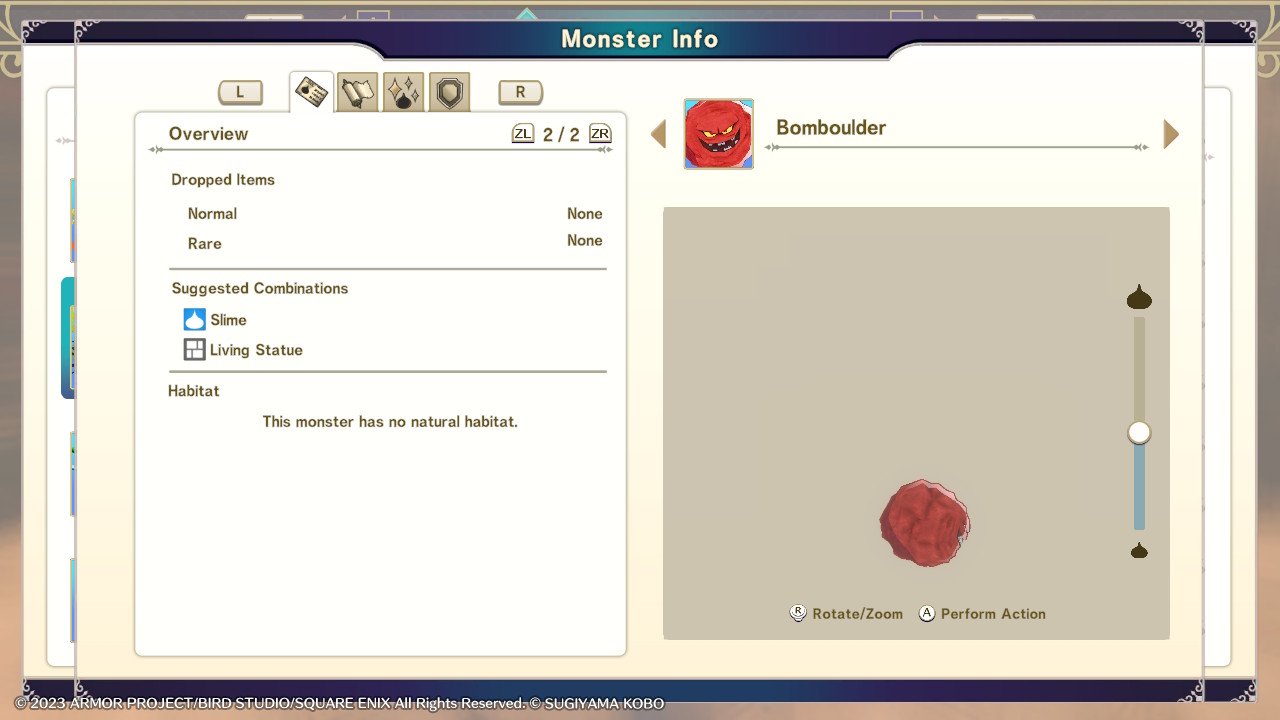 Monster Info
L
R
Overview
ZL 2 / 2 ZR
Dropped Items
Normal None
Rare None
Suggested Combinations
Slime
Living Statue
Habitat
This monster has no natural habitat.
Bomboulder
R Rotate/Zoom A Perform Action
© 2023 ARMOR PROJECT/BIRD STUDIO/SQUARE ENIX All Rights Reserved. © SUGIYAMA KOBO